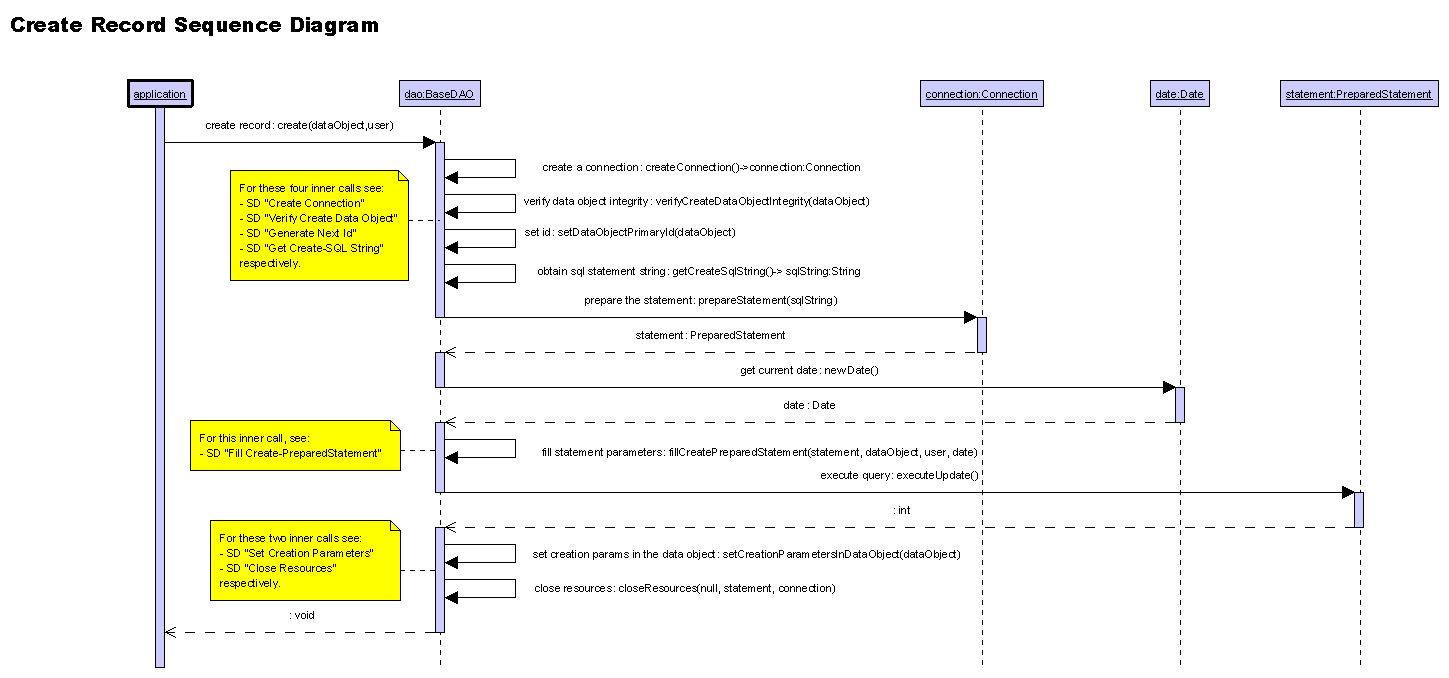 Create Record Sequence Diagram
application
dao:BaseDAO
connection:Connection
date:Date
statement:PreparedStatement
create record : create(dataObject,user)
create a connection : createConnection()->connection:Connection
For these four inner calls see:
- SD "Create Connection"
- SD "Verify Create Data Object"
- SD "Generate Next Id"
- SD "Get Create-SQL String"
respectively.
verify data object integrity : verifyCreateDataObjectIntegrity(dataObject)
set id : setDataObjectPrimaryId(dataObject)
obtain sql statement string : getCreateSqlString()-> sqlString:String
prepare the statement : prepareStatement(sqlString)
statement : PreparedStatement
get current date : newDate()
date : Date
For this inner call, see:
- SD "Fill Create-PreparedStatement"
fill statement parameters: fillCreatePreparedStatement(statement, dataObject, user, date)
execute query: executeUpdate()
: int
For these two inner calls see:
- SD "Set Creation Parameters"
- SD "Close Resources"
respectively.
set creation params in the data object : setCreationParametersInDataObject(dataObject)
close resources: closeResources(null, statement, connection)
: void